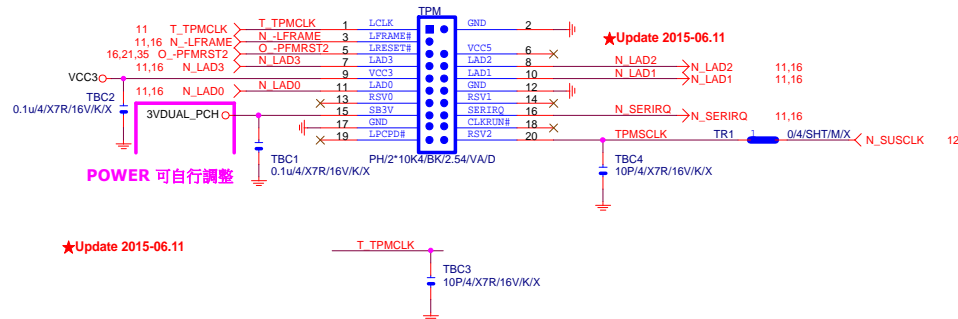 TPM
11 T_TPMCLK T_TPMCLK 1 LCLK GND 2
11,16 N_-LFRAME N_-LFRAME 3 LFRAME#
★Update 2015-06.11
16,21,35 O_-PFMRST2 O_-PFMRST2 5 LRESET# VCC5 6
11,16 N_LAD3 N_LAD3 7 LAD3 LAD2 8 N_LAD2 N_LAD2 11,16
VCC3 9 VCC3 LAD1 10 N_LAD1 N_LAD1 11,16
11,16 N_LAD0 N_LAD0 11 LAD0 GND 12
TBC2
0.1u/4/X7R/16V/K/X
13 RSV0 RSV1 14
3VDUAL_PCH 15 SB3V SERIRQ 16 N_SERIRQ N_SERIRQ 11,16
17 GND CLKRUN# 18
19 LPCPD# RSV2 20 TPMSCLK TR1 1 0/4/SHT/M/X N_SUSCLK 12
PH/2*10K4/BK/2.54/VA/D
TBC1
0.1u/4/X7R/16V/K/X
TBC4
10P/4/X7R/16V/K/X
POWER 可自行調整
★Update 2015-06.11
T_TPMCLK
TBC3
10P/4/X7R/16V/K/X